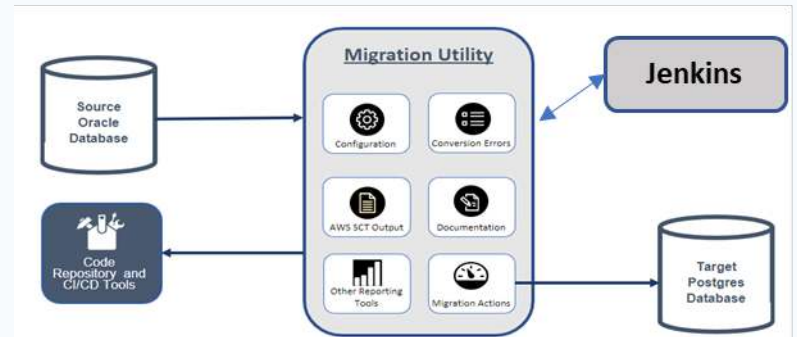 Migration Utility
Jenkins
Source
Oracle
Database
Configuration
Conversion Errors
AWS SCT Output
Documentation
Code
Repository and
CI/CD Tools
Other Reporting
Tools
Migration Actions
Target
Postgres
Database